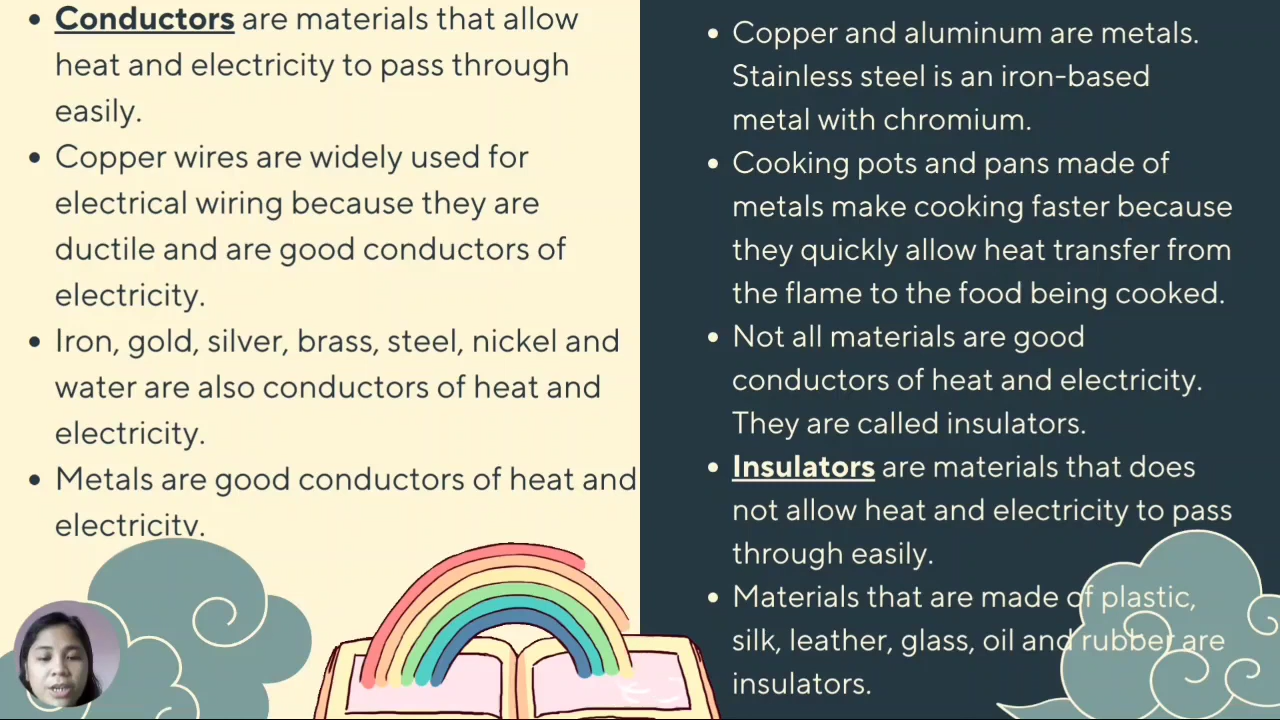 Conductors are materials that allow
heat and electricity to pass through
easily.
Copper wires are widely used for
electrical wiring because they are
ductile and are good conductors of
electricity.
Iron, gold, silver, brass, steel, nickel and
water are also conductors of heat and
electricity.
Metals are good conductors of heat and
electricity.
Copper and aluminum are metals.
Stainless steel is an iron-based
metal with chromium.
Cooking pots and pans made of
metals make cooking faster because
they quickly allow heat transfer from
the flame to the food being cooked.
Not all materials are good
conductors of heat and electricity.
They are called insulators.
Insulators are materials that does
not allow heat and electricity to pass
through easily.
Materials that are made of plastic,
silk, leather, glass, oil and rubber are
insulators.